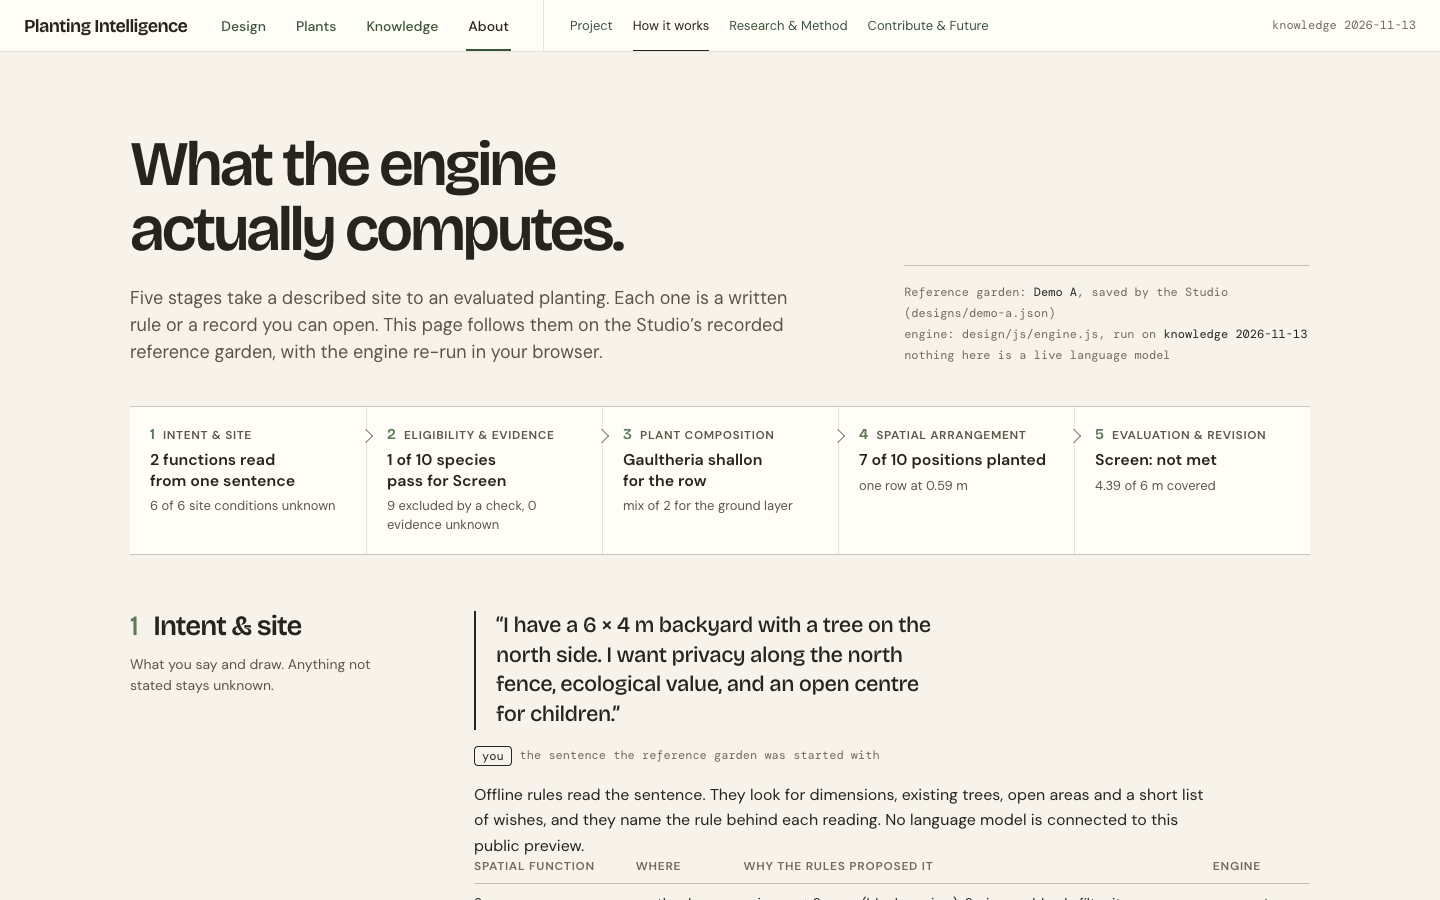 Planting Intelligence
Design
Plants
Knowledge
About
Project
How it works
Research & Method
Contribute & Future
knowledge 2026-11-13
What the engine
actually computes.
Five stages take a described site to an evaluated planting. Each one is a written
rule or a record you can open. This page follows them on the Studio’s recorded
reference garden, with the engine re-run in your browser.
Reference garden: Demo A, saved by the Studio
(designs/demo-a.json)
engine: design/js/engine.js, run on knowledge 2026-11-13
nothing here is a live language model
1 INTENT & SITE
2 functions read
from one sentence
6 of 6 site conditions unknown
2 ELIGIBILITY & EVIDENCE
1 of 10 species
pass for Screen
9 excluded by a check, 0
evidence unknown
3 PLANT COMPOSITION
Gaultheria shallon
for the row
mix of 2 for the ground layer
4 SPATIAL ARRANGEMENT
7 of 10 positions planted
one row at 0.59 m
5 EVALUATION & REVISION
Screen: not met
4.39 of 6 m covered
1 Intent & site
What you say and draw. Anything not
stated stays unknown.
“I have a 6 × 4 m backyard with a tree on the
north side. I want privacy along the north
fence, ecological value, and an open centre
for children.”
you the sentence the reference garden was started with
Offline rules read the sentence. They look for dimensions, existing trees, open areas and a short list
of wishes, and they name the rule behind each reading. No language model is connected to this
public preview.
SPATIAL FUNCTION
WHERE
WHY THE RULES PROPOSED IT
ENGINE